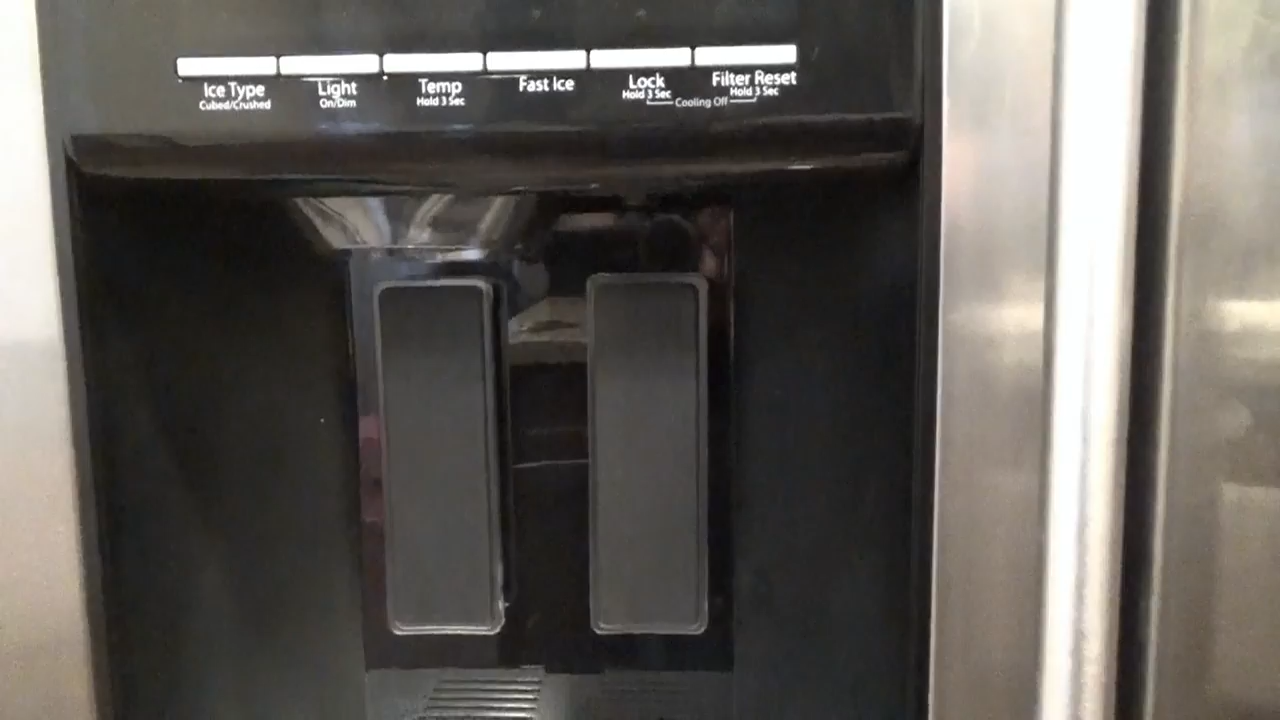 Ice Type
Cubed/Crushed
Light
On/Dim
Temp
Hold 3 Sec
Fast Ice
Lock
Hold 3 Sec
Filter Reset
Hold 3 Sec
Cooling Off